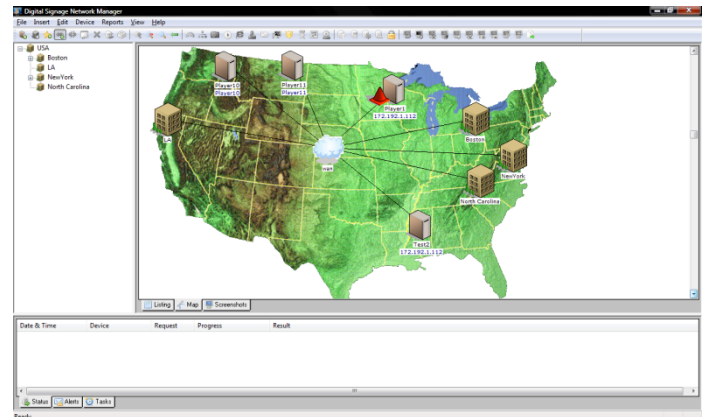 Digital Signage Network Manager
File Insert Edit Device Reports View Help
USA
Boston
LA
NewYork
North Carolina
Player10
Player10
Player11
Player11
Player1
172.192.1.112
LA
Boston
wan
NewYork
North Carolina
Test2
172.192.1.112
Listing Map Screenshots
Date & Time Device Request Progress Result
Status Alerts Tasks
Ready